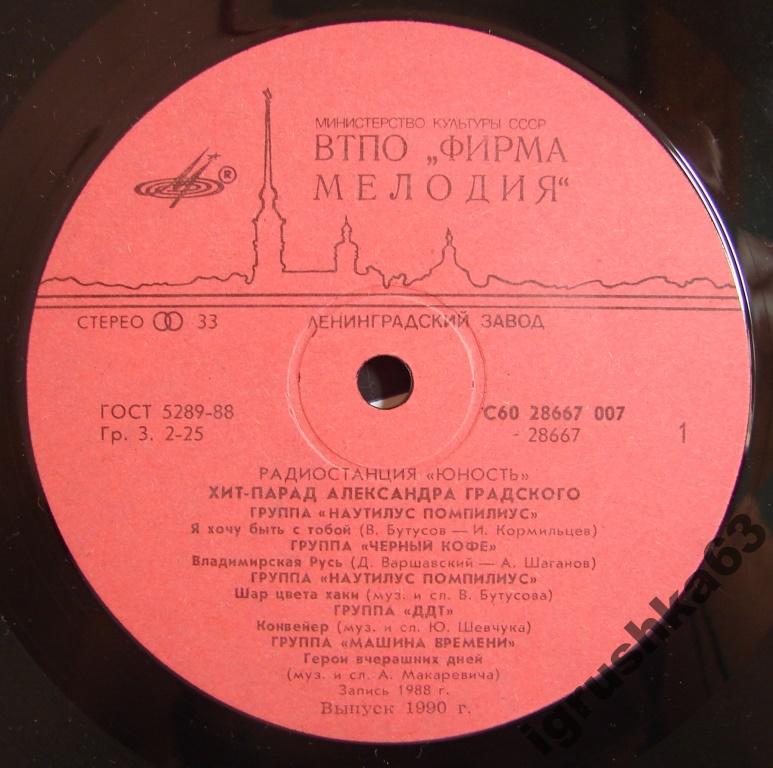 МИНИСТЕРСТВО КУЛЬТУРЫ СССР
ВТПО „ФИРМА
МЕЛОДИЯ“
®
СТЕРЕО 33
ЛЕНИНГРАДСКИЙ ЗАВОД
ГОСТ 5289-88
Гр. 3. 2-25
С60 28667 007
- 28667
1
РАДИОСТАНЦИЯ «ЮНОСТЬ»
ХИТ-ПАРАД АЛЕКСАНДРА ГРАДСКОГО
ГРУППА «НАУТИЛУС ПОМПИЛИУС»
Я хочу быть с тобой (В. Бутусов — И. Кормильцев)
ГРУППА «ЧЕРНЫЙ КОФЕ»
Владимирская Русь (Д. Варшавский — А. Шаганов)
ГРУППА «НАУТИЛУС ПОМПИЛИУС»
Шар цвета хаки (муз. и сл. В. Бутусова)
ГРУППА «ДДТ»
Конвейер (муз. и сл. Ю. Шевчука)
ГРУППА «МАШИНА ВРЕМЕНИ»
Герои вчерашних дней
(муз. и сл. А. Макаревича)
Запись 1988 г.
Выпуск 1990 г.
igrushka63